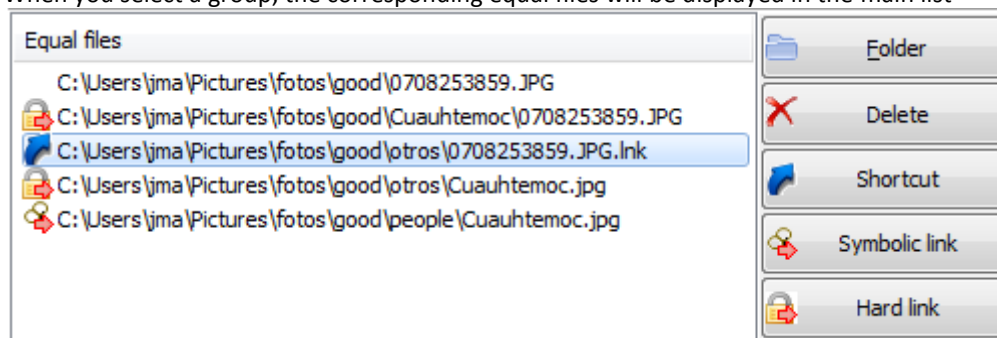 When you select a group, the corresponding equal files will be displayed in the main list
Equal files
C:\Users\jma\Pictures\fotos\good\0708253859.JPG
C:\Users\jma\Pictures\fotos\good\Cuauhtemoc\0708253859.JPG
C:\Users\jma\Pictures\fotos\good\otros\0708253859.JPG.lnk
C:\Users\jma\Pictures\fotos\good\otros\Cuauhtemoc.jpg
C:\Users\jma\Pictures\fotos\good\people\Cuauhtemoc.jpg
Folder
Delete
Shortcut
Symbolic link
Hard link